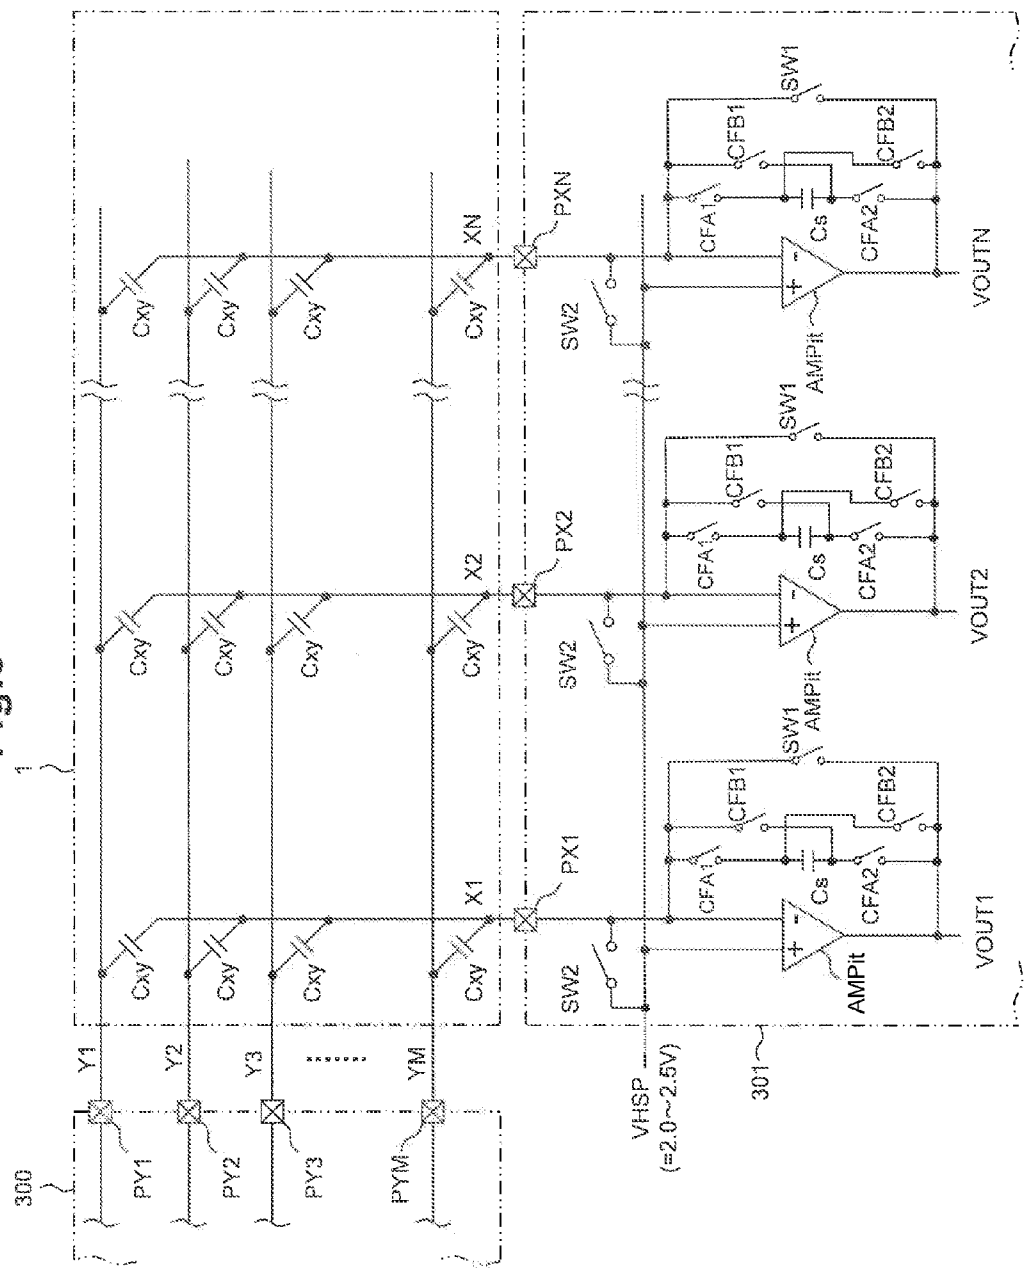 1
300
Y1
Y2
Y3
YM
PY1
PY2
PY3
PYM
Cxy
Cxy
Cxy
Cxy
X1
PX1
Cxy
Cxy
Cxy
Cxy
X2
PX2
Cxy
Cxy
Cxy
Cxy
XN
PXN
VHSP
(=2.0~2.5V)
301
SW2
CFA1
CFB1
SW1
Cs
CFA2
CFB2
+
-
AMPit
VOUT1
SW2
CFA1
CFB1
SW1
Cs
CFA2
CFB2
+
-
AMPit
VOUT2
SW2
CFA1
CFB1
SW1
Cs
CFA2
CFB2
+
-
AMPit
VOUTN